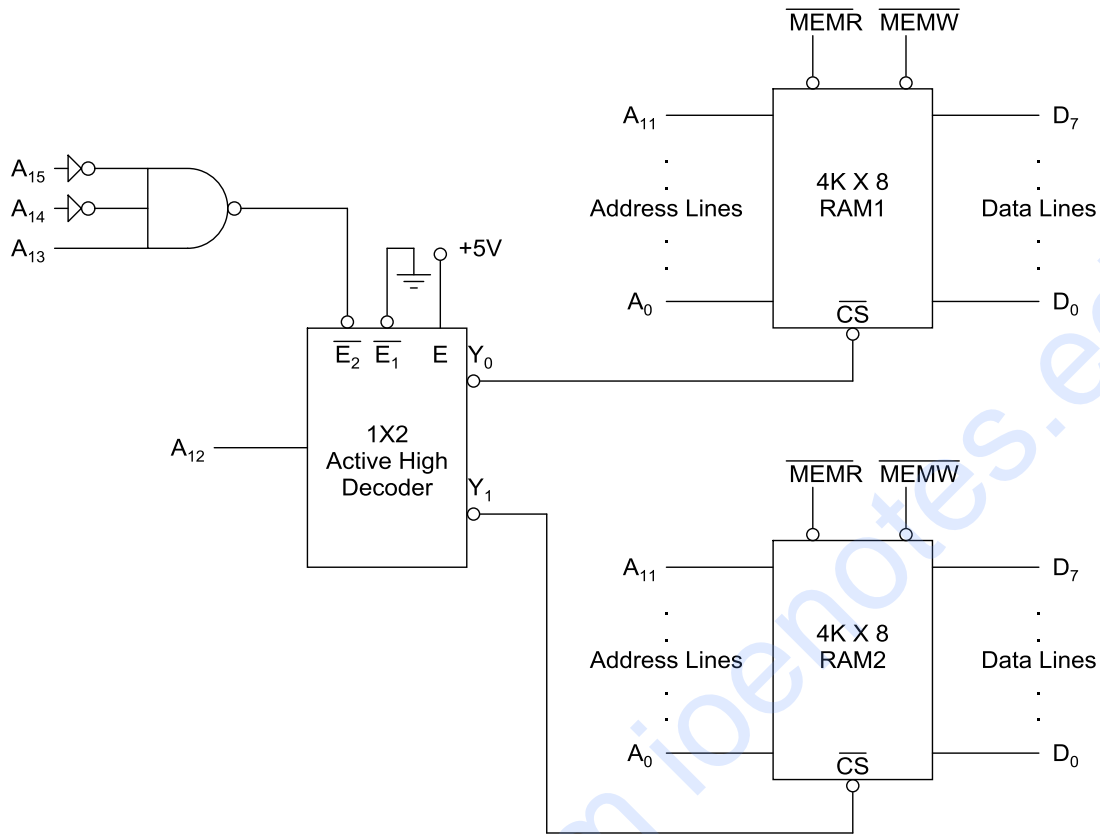 MEMR MEMW
A15
A14
A13
+5V
E2 E1 E Y0
A12
1X2
Active High
Decoder
Y1
A11
Address Lines
A0
4K X 8
RAM1
CS
D7
Data Lines
D0
MEMR MEMW
A11
Address Lines
A0
4K X 8
RAM2
CS
D7
Data Lines
D0
m ioenotes.e